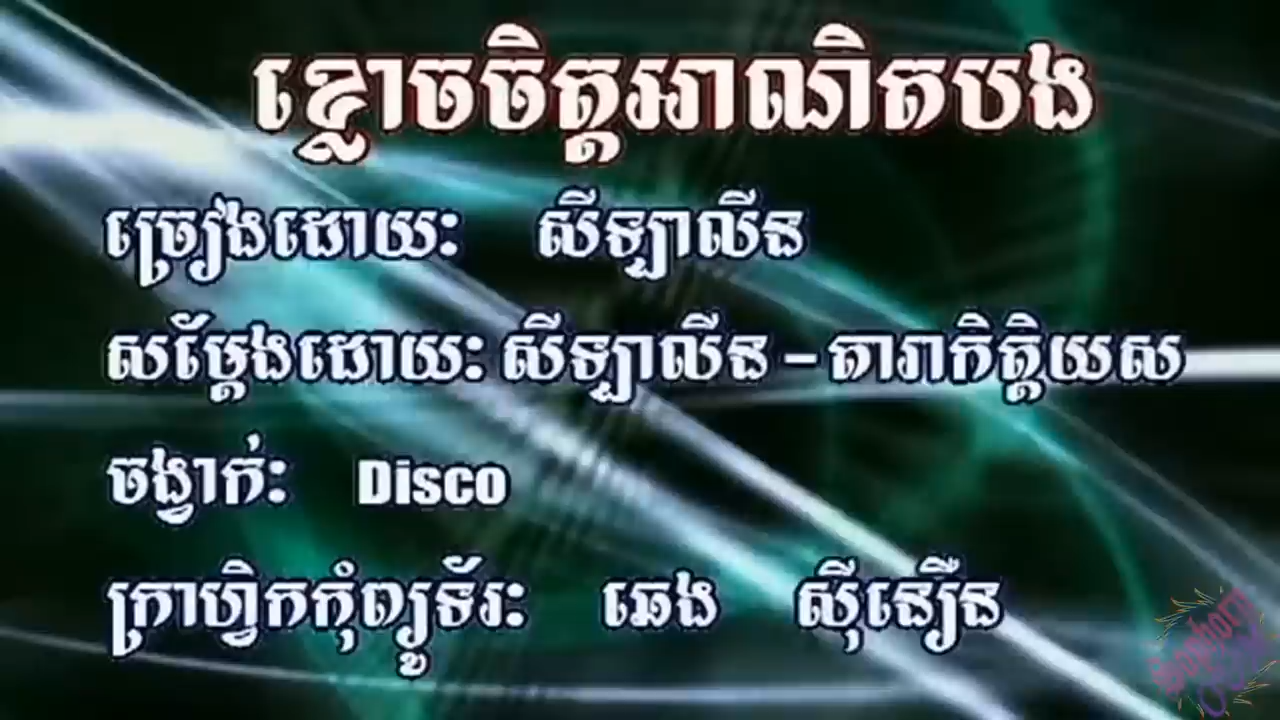 ខ្លោចចិត្តអាណិតបង
ច្រៀងដោយៈ សីឡាលីន
សម្តែងដោយៈ សីឡាលីន – តារាកិត្តិយស
ចង្វាក់ៈ Disco
ក្រាហ្វិកកុំព្យូទ័រៈ ឆេង ស៊ីនឿន